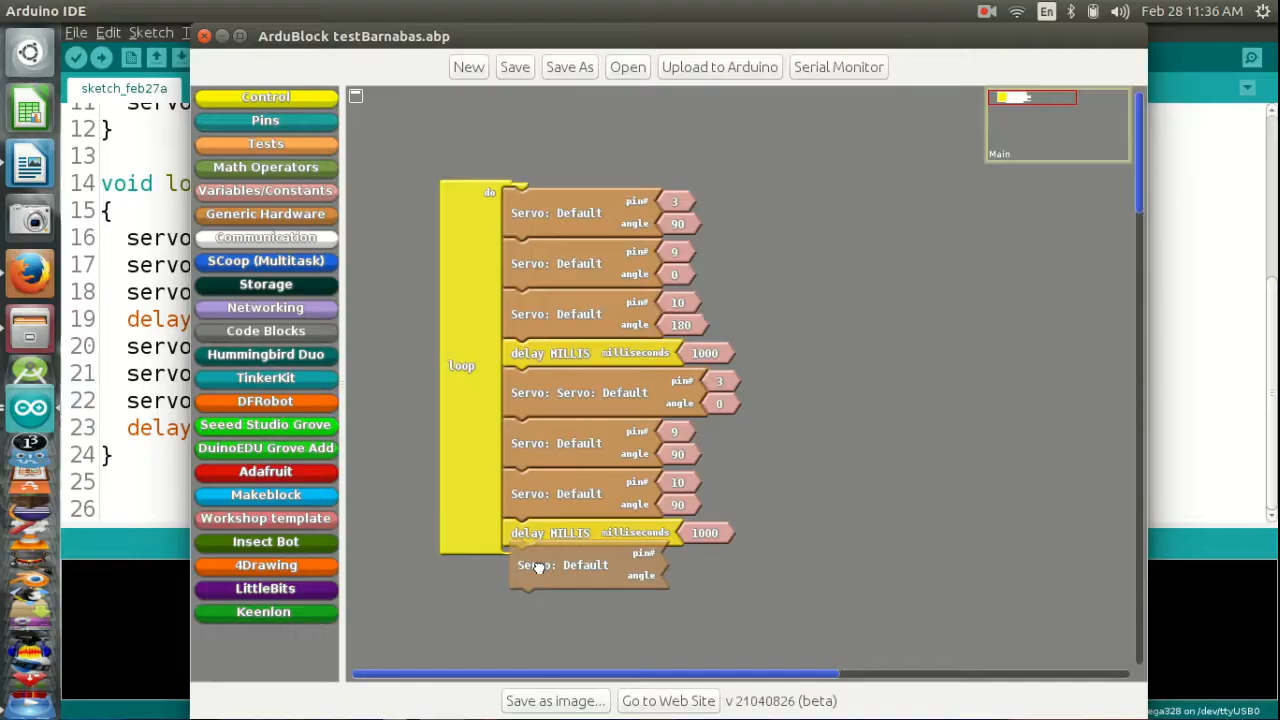 Arduino IDE
En
Feb 28 11:36 AM
File Edit Sketch T
ArduBlock testBarnabas.abp
New
Save
Save As
Open
Upload to Arduino
Serial Monitor
sketch_feb27a
11 servo
12 }
13
14 void lo
15 {
16 servo
17 servo
18 servo
19 delay
20 servo
21 servo
22 servo
23 delay
24 }
25
26
Control
Pins
Tests
Math Operators
Variables/Constants
Generic Hardware
Communication
SCoop (Multitask)
Storage
Networking
Code Blocks
Hummingbird Duo
TinkerKit
DFRobot
Seeed Studio Grove
DuinoEDU Grove Add
Adafruit
Makeblock
Workshop template
Insect Bot
4Drawing
LittleBits
Keenlon
Main
loop
do
Servo: Default pin# 3
angle 90
Servo: Default pin# 9
angle 0
Servo: Default pin# 10
angle 180
delay MILLIS milliseconds 1000
Servo: Servo: Default pin# 3
angle 0
Servo: Default pin# 9
angle 90
Servo: Default pin# 10
angle 90
delay MILLIS milliseconds 1000
Servo: Default pin#
angle
Save as image...
Go to Web Site
v 21040826 (beta)
ega328 on /dev/ttyUSB0